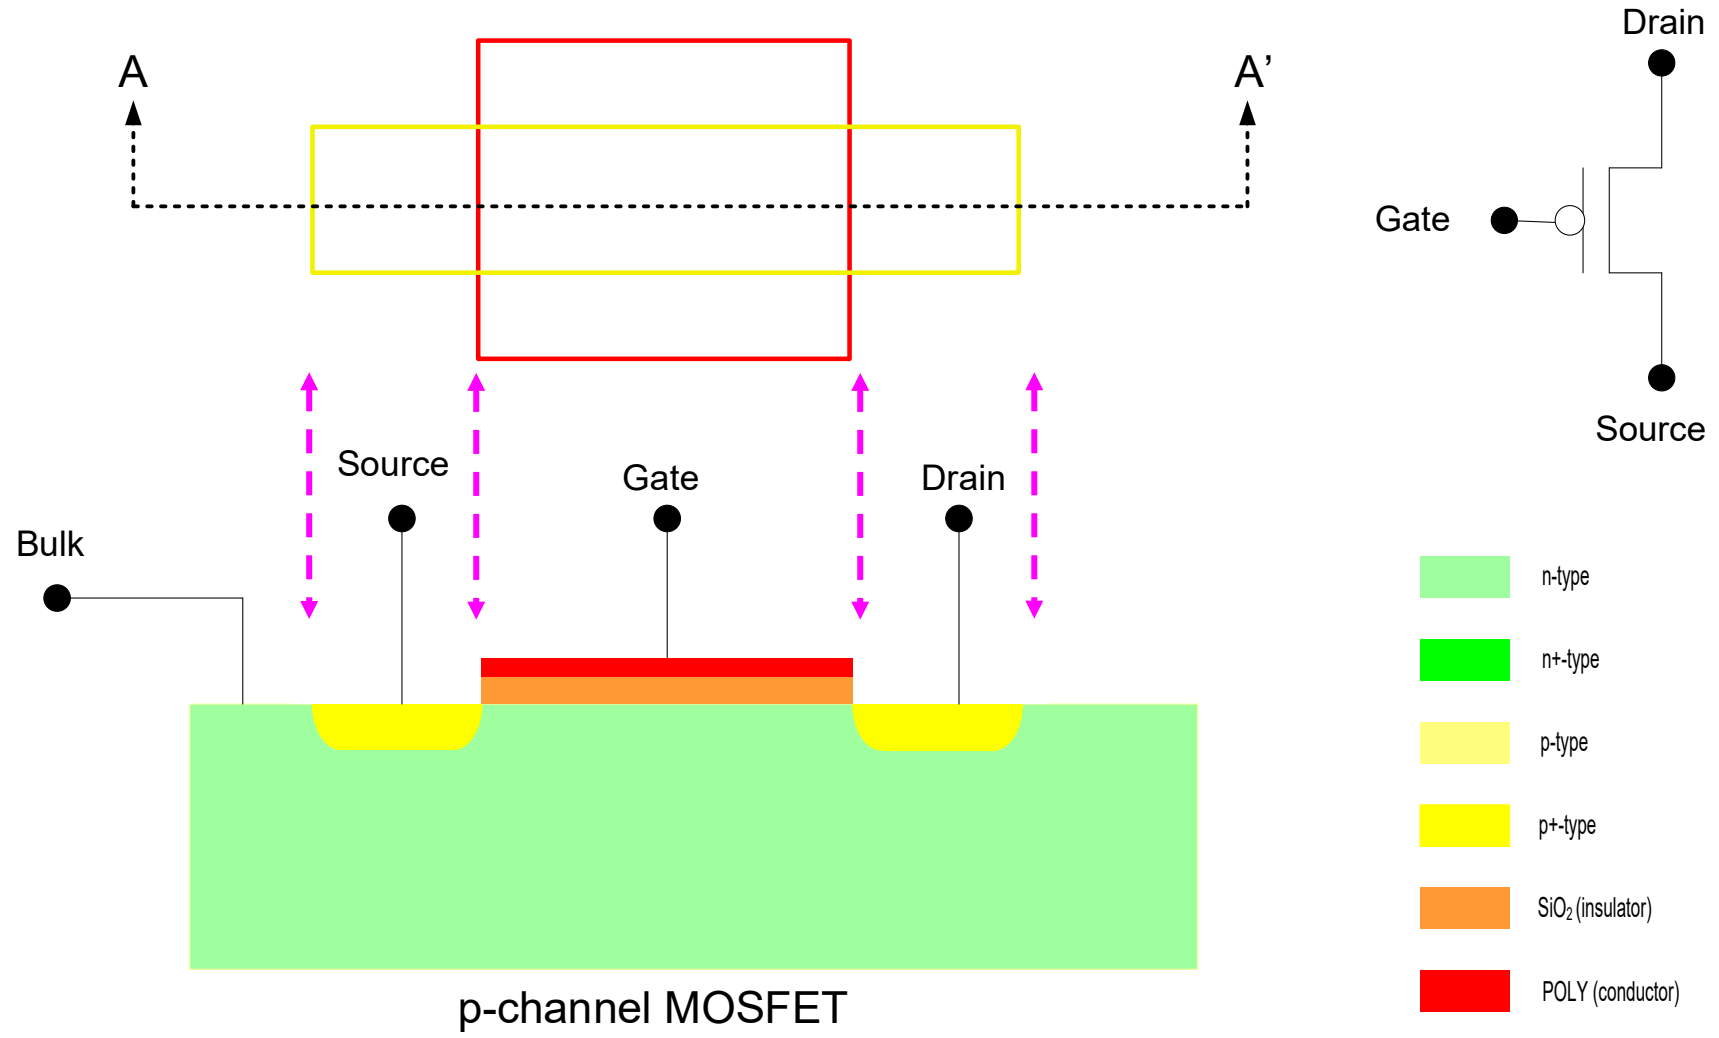 Drain
A
A’
Gate
Source
Source
Gate
Drain
Bulk
n-type
n+-type
p-type
p+-type
SiO₂ (insulator)
POLY (conductor)
p-channel MOSFET